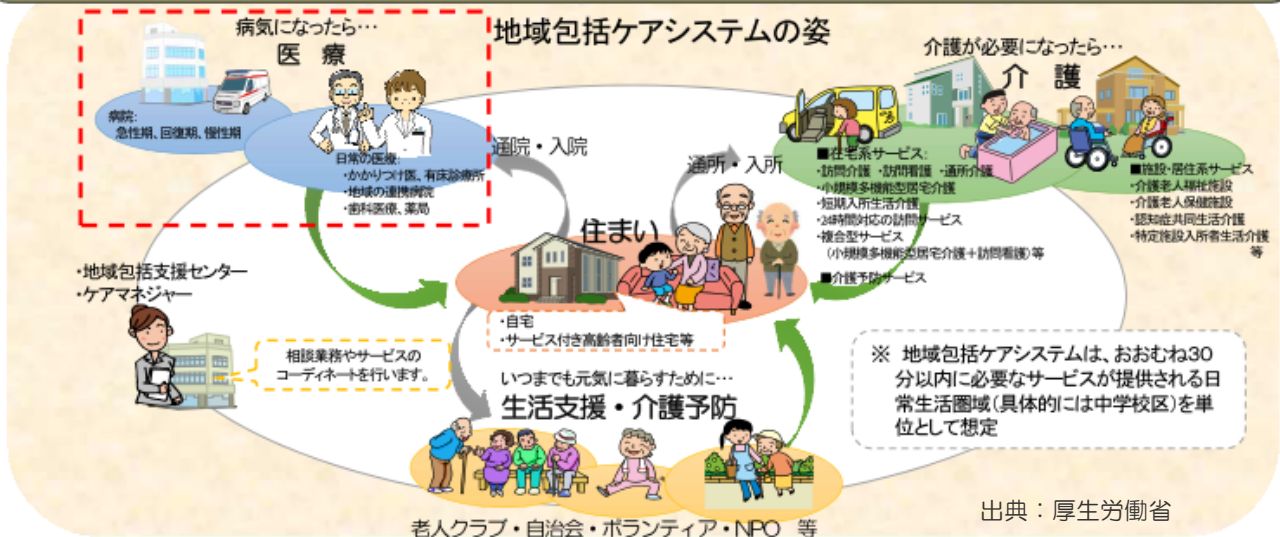 地域包括ケアシステムの姿
病気になったら…
医 療
病院:
急性期、回復期、慢性期
日常の医療:
・かかりつけ医、有床診療所
・地域の連携病院
・歯科医療、薬局
通院・入院
通所・入所
介護が必要になったら…
介 護
■在宅系サービス:
・訪問介護 ・訪問看護 ・通所介護
・小規模多機能型居宅介護
・短期入所生活介護
・24時間対応の訪問サービス
・複合型サービス
(小規模多機能型居宅介護+訪問看護)等
■介護予防サービス
■施設・居住系サービス
・介護老人福祉施設
・介護老人保健施設
・認知症共同生活介護
・特定施設入所者生活介護
等
住まい
・自宅
・サービス付き高齢者向け住宅等
・地域包括支援センター
・ケアマネジャー
相談業務やサービスの
コーディネートを行います。
いつまでも元気に暮らすために…
生活支援・介護予防
老人クラブ・自治会・ボランティア・NPO 等
※ 地域包括ケアシステムは、おおむね30
分以内に必要なサービスが提供される日
常生活圏域(具体的には中学校区)を単
位として想定
出典:厚生労働省